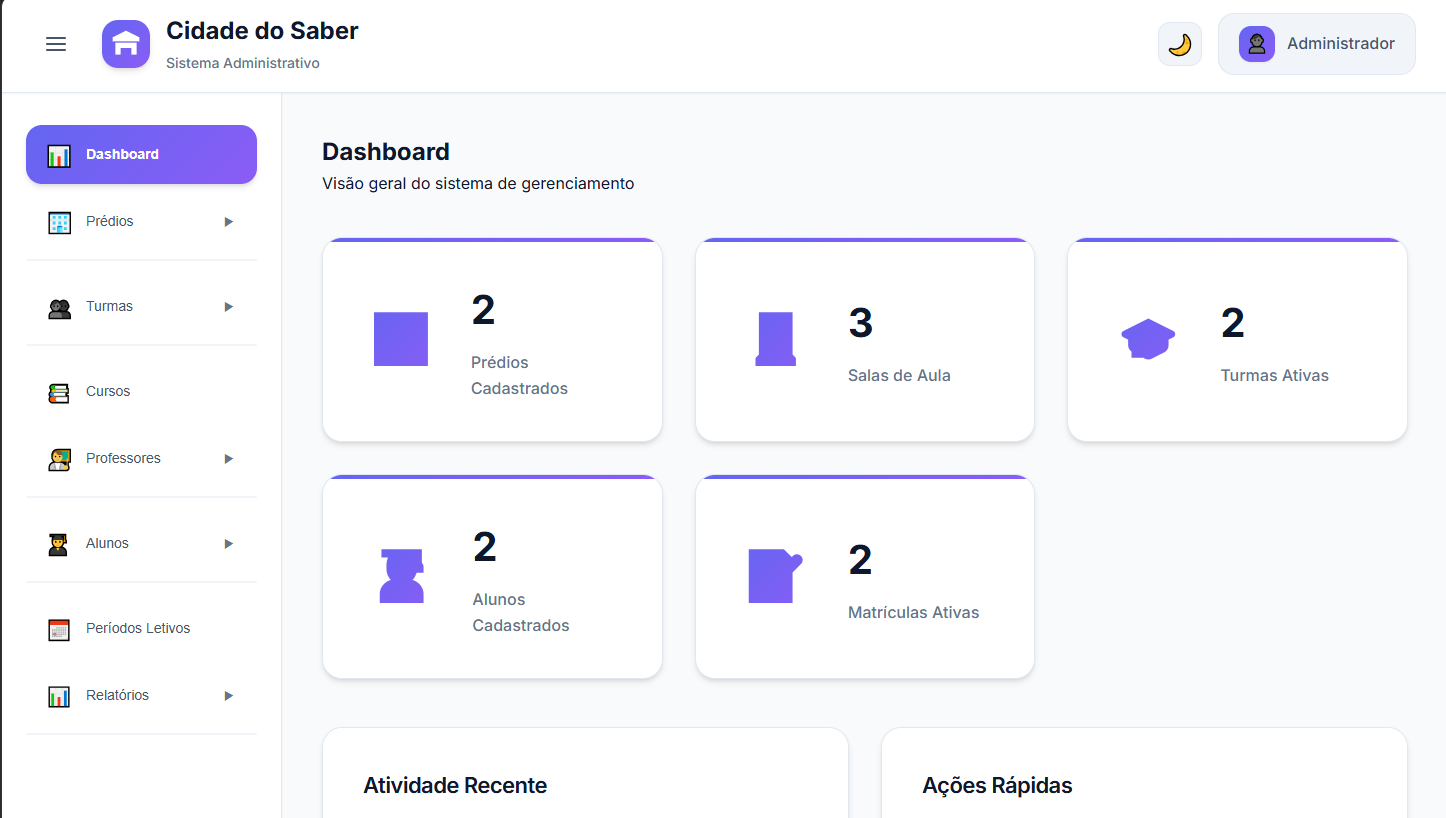 Cidade do Saber
Sistema Administrativo
Administrador
Dashboard
Prédios
Turmas
Cursos
Professores
Alunos
Períodos Letivos
Relatórios
Dashboard
Visão geral do sistema de gerenciamento
2
Prédios
Cadastrados
3
Salas de Aula
2
Turmas Ativas
2
Alunos
Cadastrados
2
Matrículas Ativas
Atividade Recente
Ações Rápidas